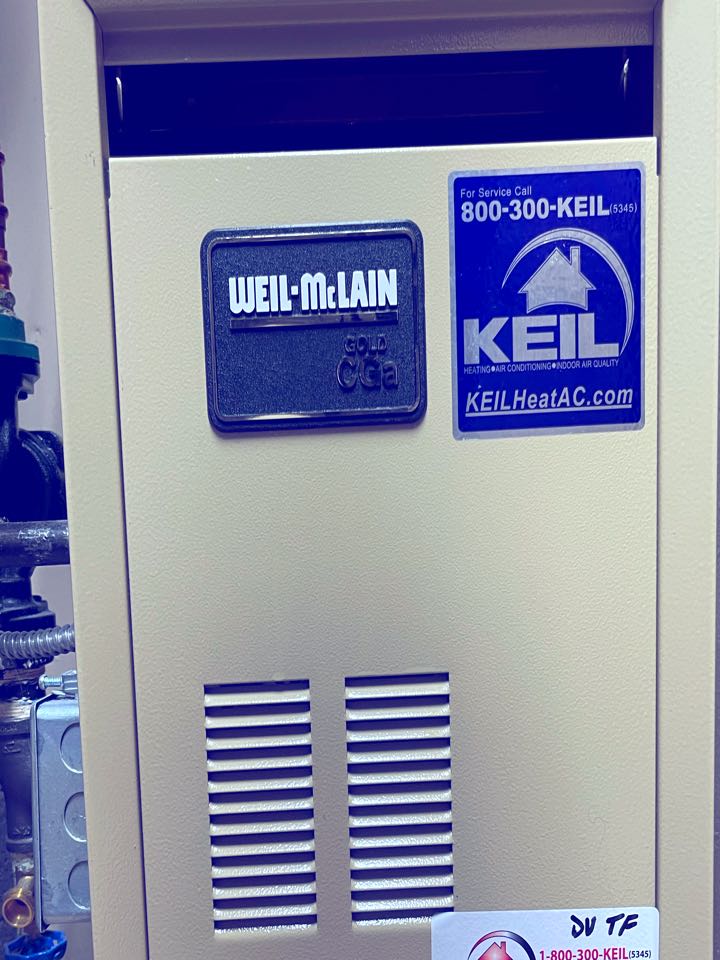 WEIL-McLAIN
GOLD
CGa
For Service Call
800-300-KEIL(5345)
KEIL
HEATING●AIR CONDITIONING●INDOOR AIR QUALITY
KEILHeatAC.com
DV TF
1-800-300-KEIL(5345)